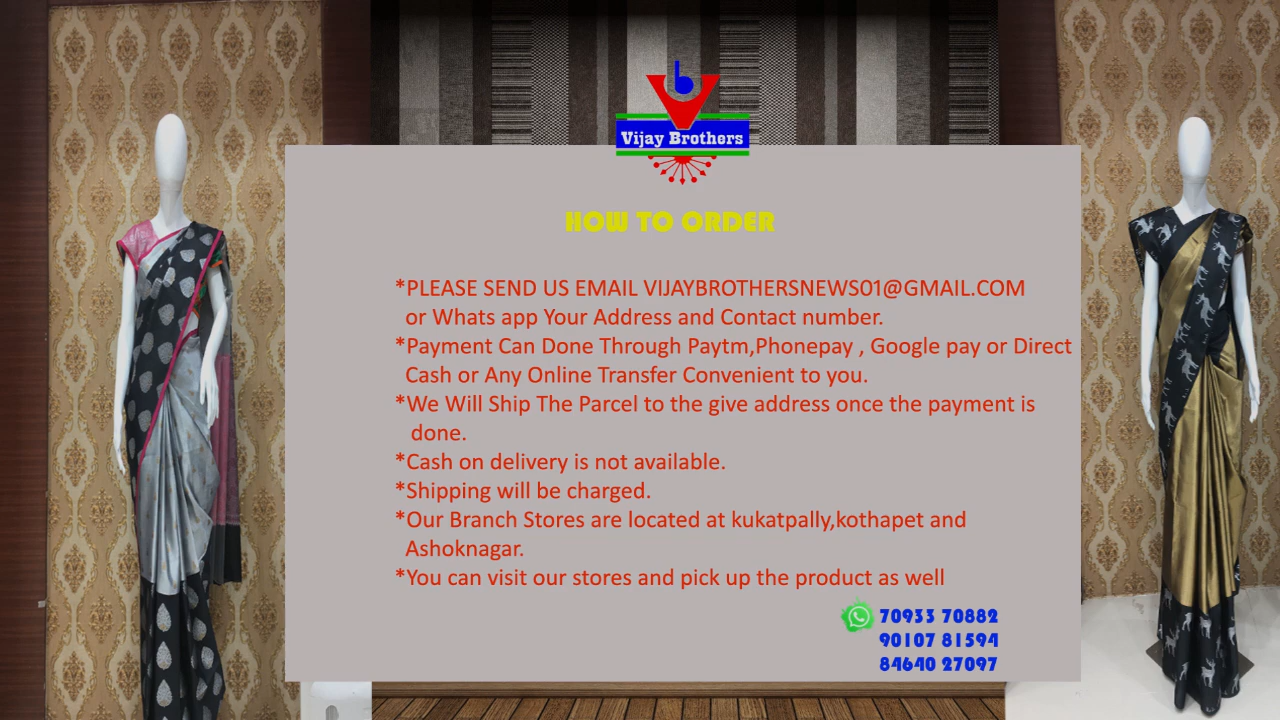 b
Vijay Brothers
HOW TO ORDER
*PLEASE SEND US EMAIL VIJAYBROTHERSNEWS01@GMAIL.COM
or Whats app Your Address and Contact number.
*Payment Can Done Through Paytm,Phonepay , Google pay or Direct
Cash or Any Online Transfer Convenient to you.
*We Will Ship The Parcel to the give address once the payment is
done.
*Cash on delivery is not available.
*Shipping will be charged.
*Our Branch Stores are located at kukatpally,kothapet and
Ashoknagar.
*You can visit our stores and pick up the product as well
70933 70882
90107 81594
84640 27097